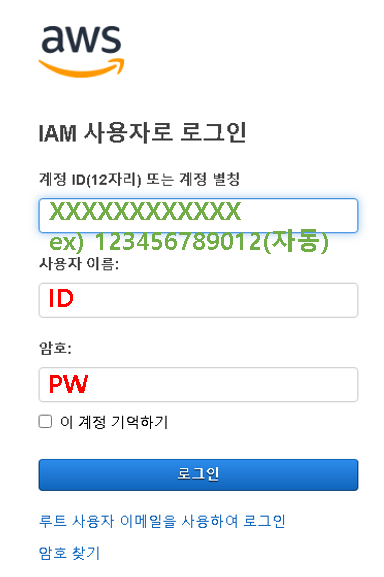 aws
IAM 사용자로 로그인
계정 ID(12자리) 또는 계정 별칭
XXXXXXXXXXXX
ex) 123456789012(자동)
사용자 이름:
ID
암호:
PW
이 계정 기억하기
로그인
루트 사용자 이메일을 사용하여 로그인
암호 찾기